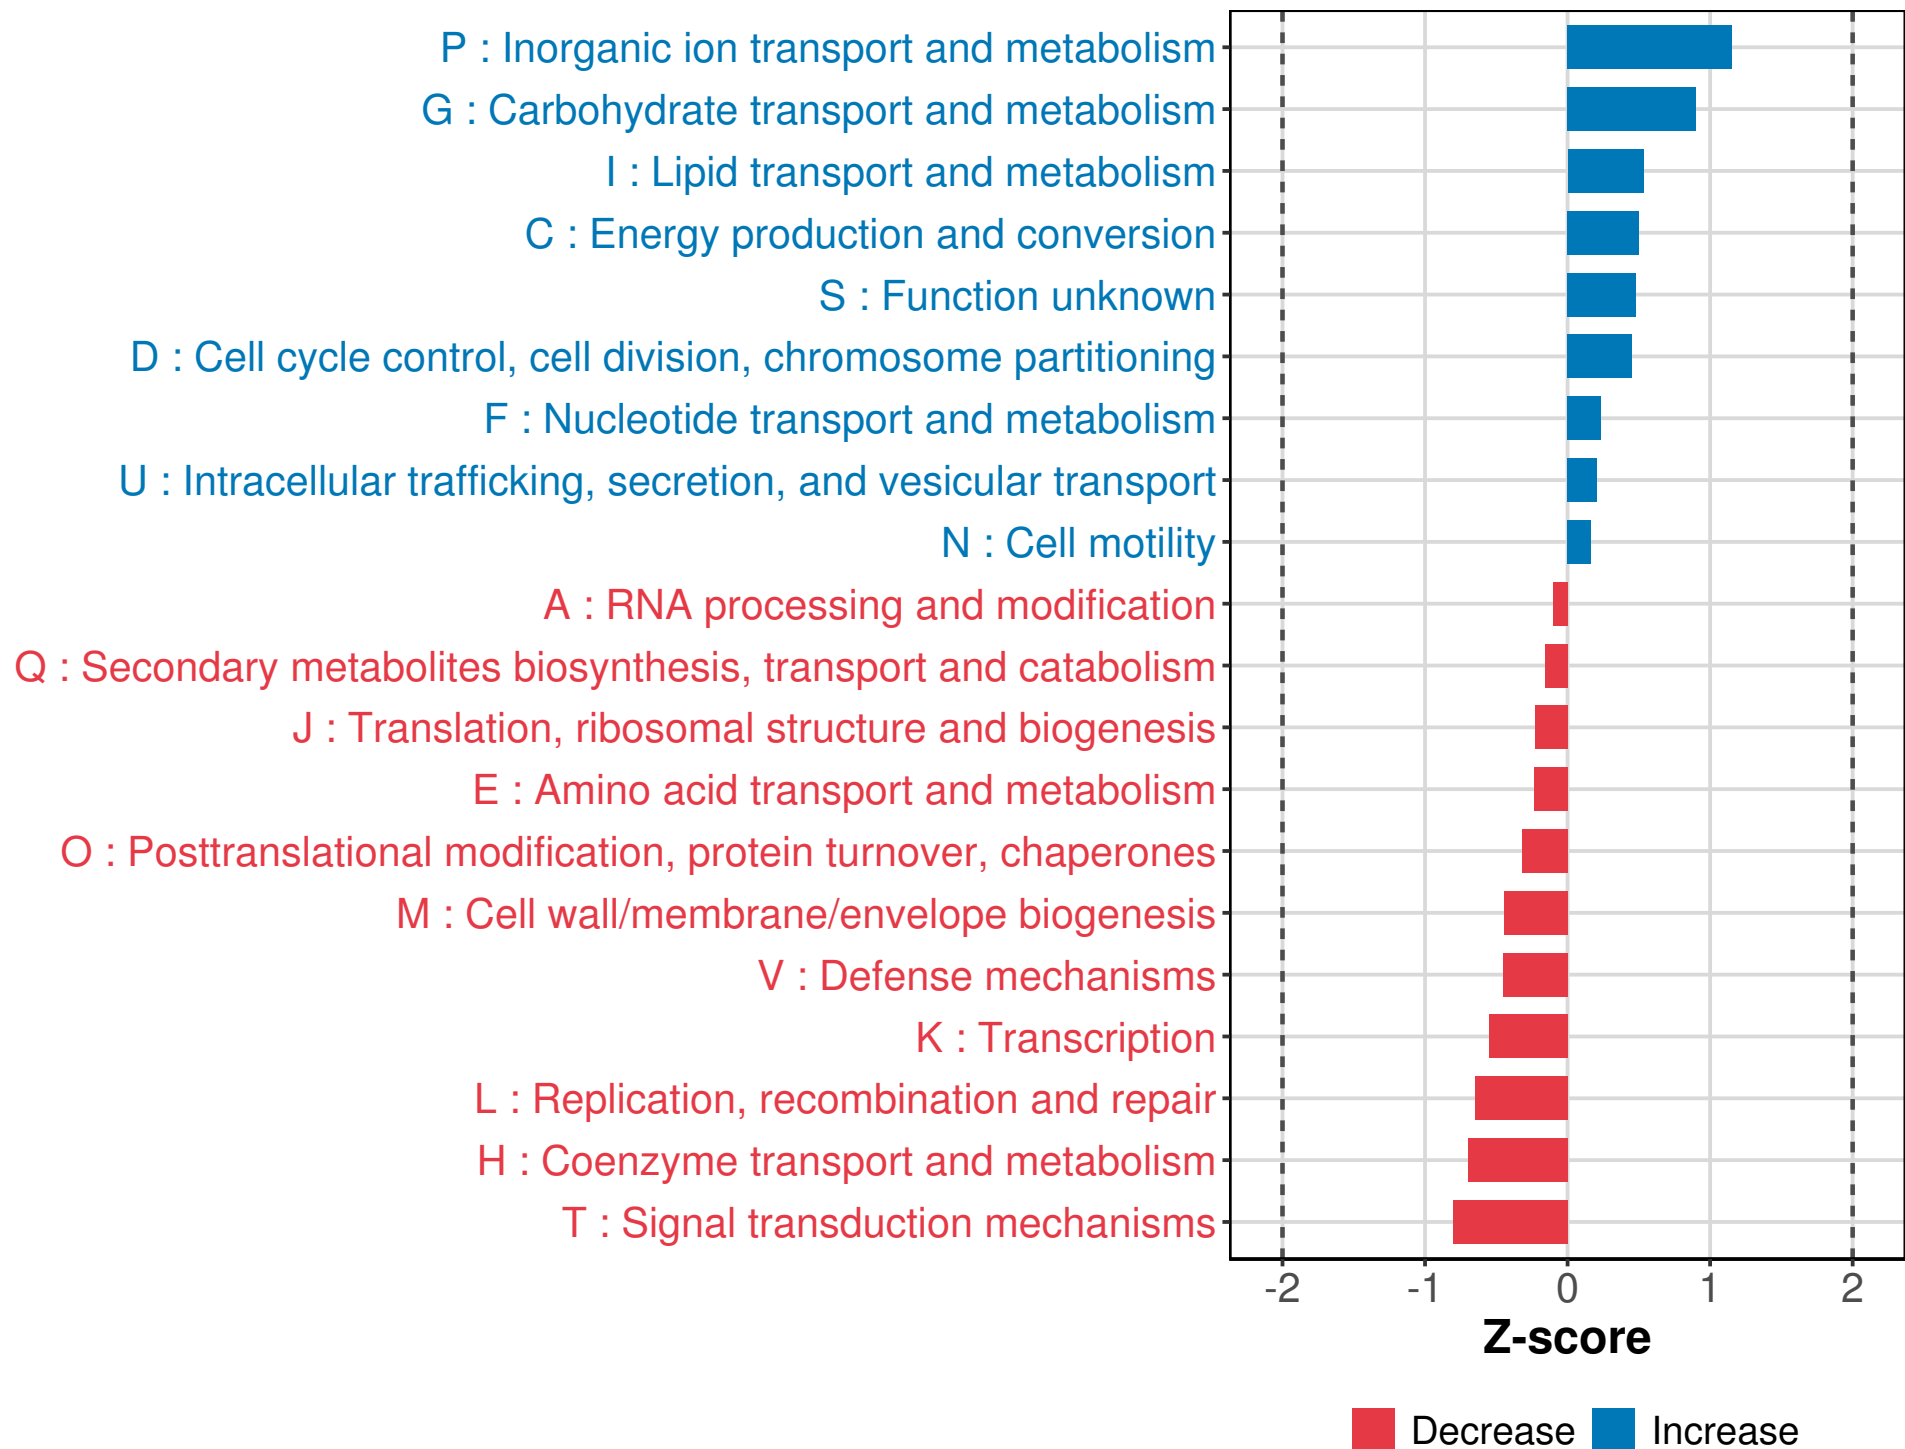 P : Inorganic ion transport and metabolism
G : Carbohydrate transport and metabolism
I : Lipid transport and metabolism
C : Energy production and conversion
S : Function unknown
D : Cell cycle control, cell division, chromosome partitioning
F : Nucleotide transport and metabolism
U : Intracellular trafficking, secretion, and vesicular transport
N : Cell motility
A : RNA processing and modification
Q : Secondary metabolites biosynthesis, transport and catabolism
J : Translation, ribosomal structure and biogenesis
E : Amino acid transport and metabolism
O : Posttranslational modification, protein turnover, chaperones
M : Cell wall/membrane/envelope biogenesis
V : Defense mechanisms
K : Transcription
L : Replication, recombination and repair
H : Coenzyme transport and metabolism
T : Signal transduction mechanisms
-2 -1 0 1 2
Z-score
Decrease Increase